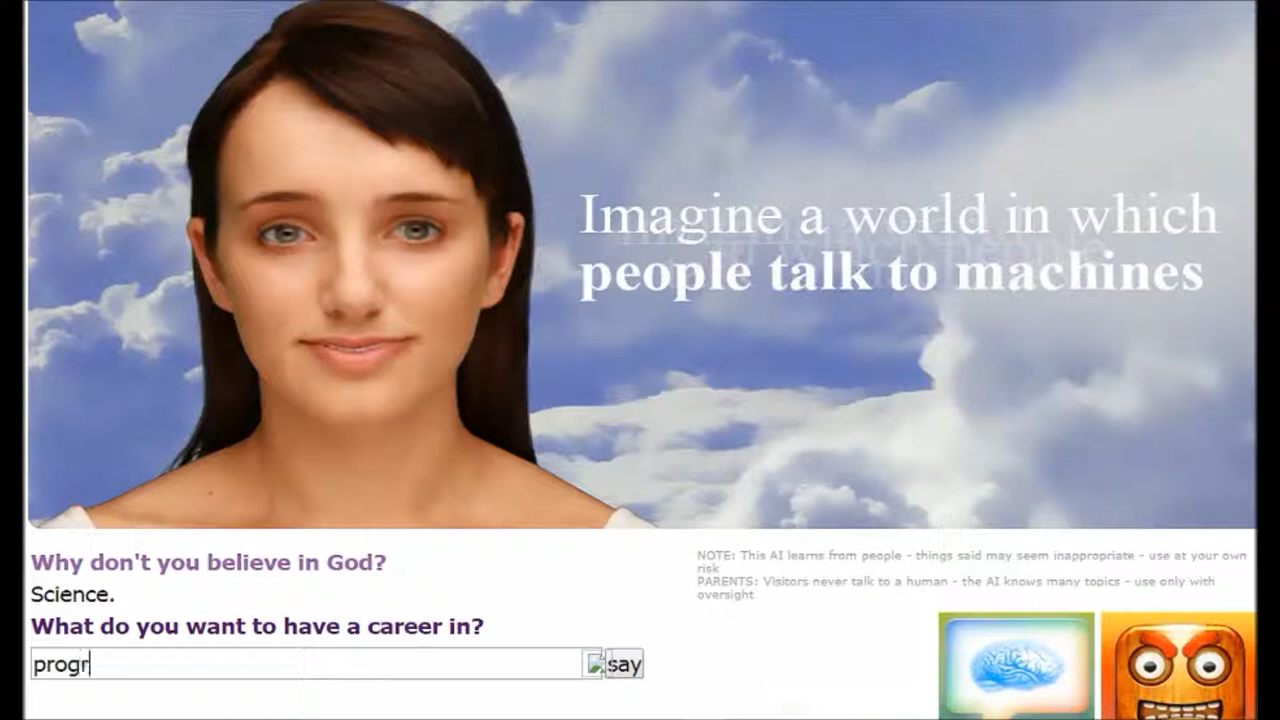 Imagine a world in which
people talk to machines
Why don't you believe in God?
Science.
What do you want to have a career in?
progr
say
NOTE: This AI learns from people - things said may seem inappropriate - use at your own
risk
PARENTS: Visitors never talk to a human - the AI knows many topics - use only with
oversight